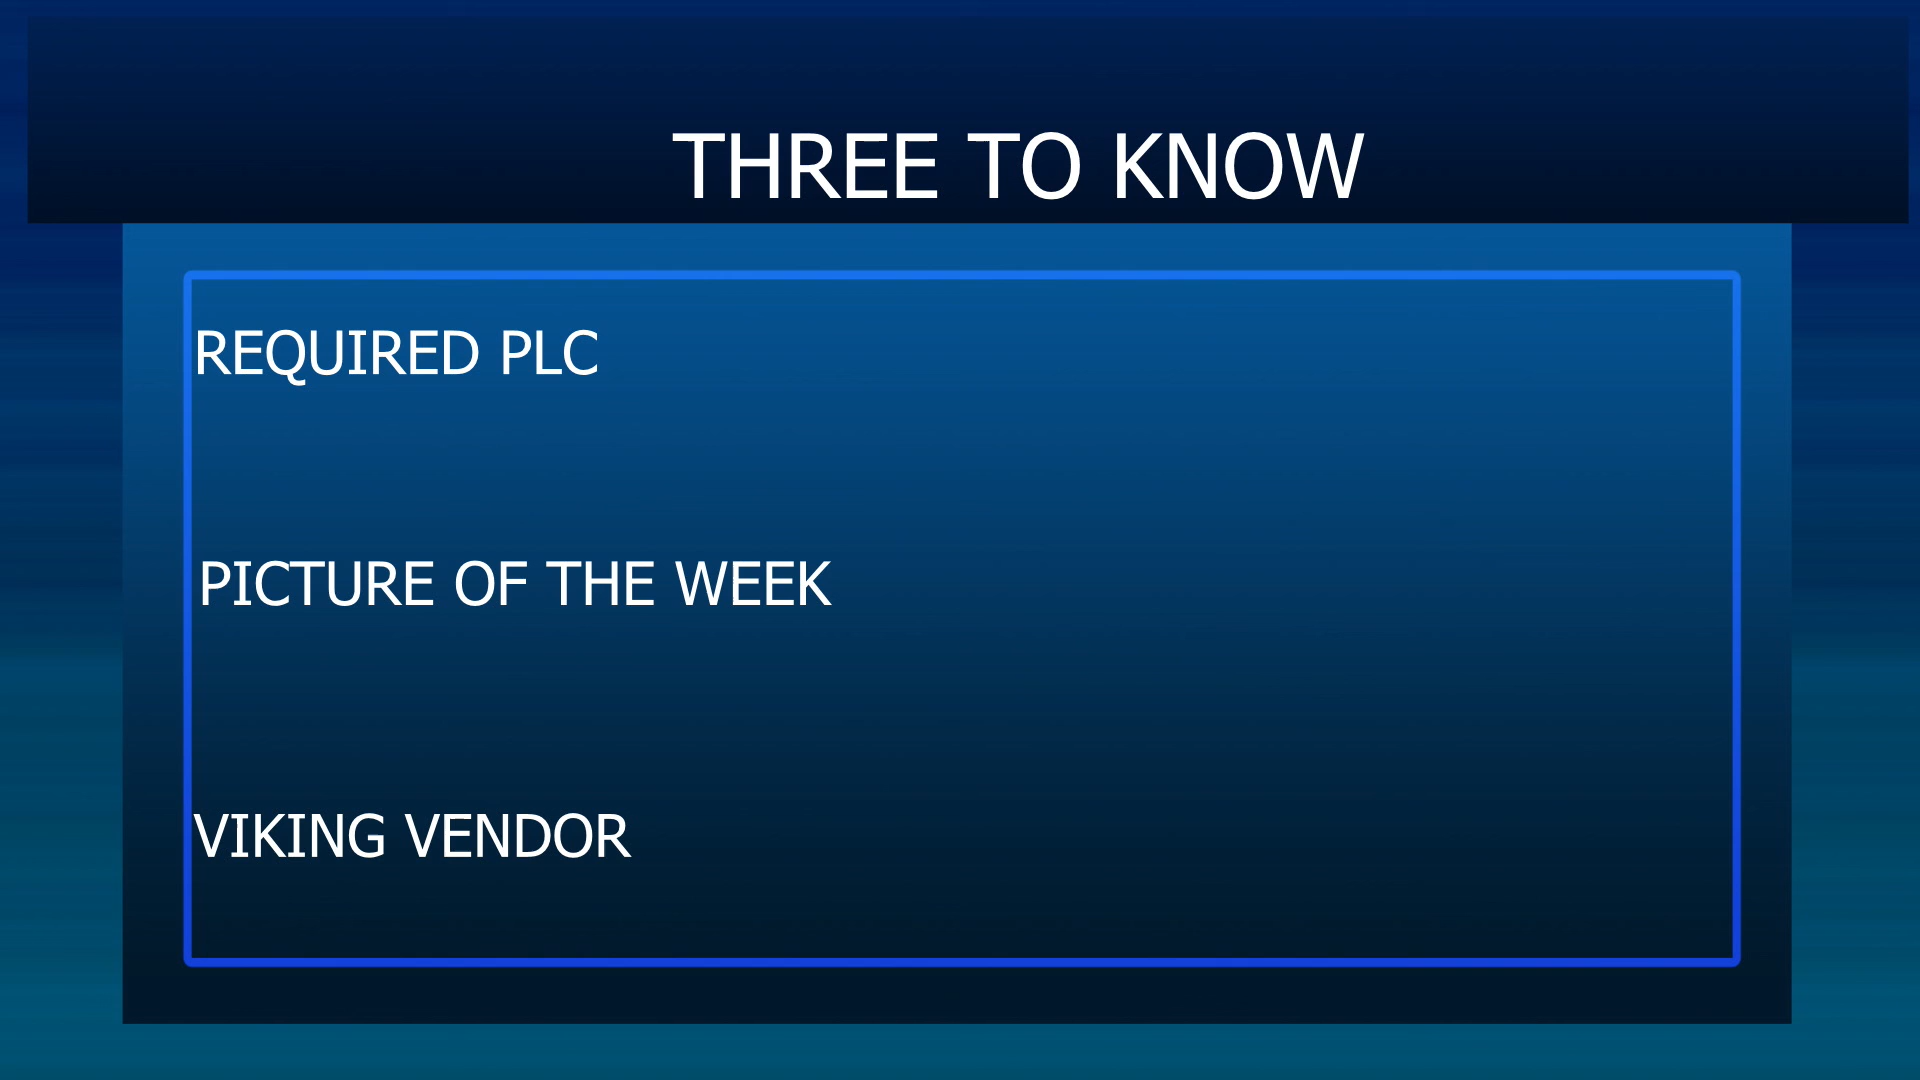 THREE TO KNOW
REQUIRED PLC
PICTURE OF THE WEEK
VIKING VENDOR